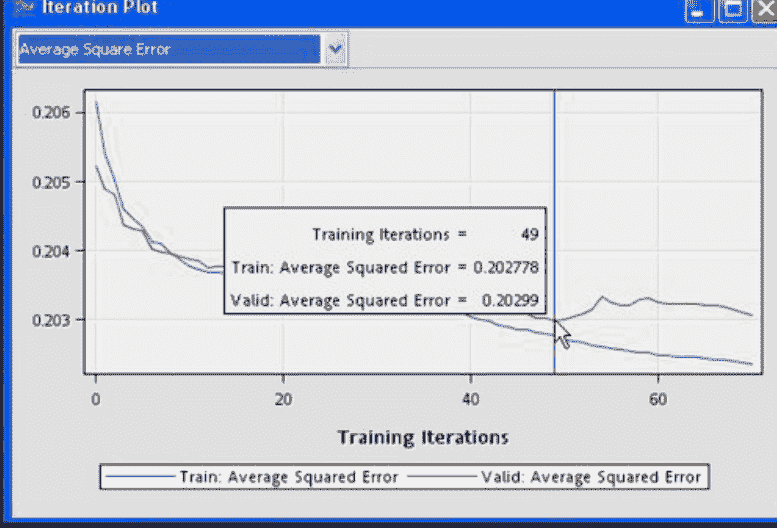 Iteration Plot
Average Square Error
0.206
0.205
0.204
0.203
Training Iterations = 49
Train: Average Squared Error = 0.202778
Valid: Average Squared Error = 0.20299
0 20 40 60
Training Iterations
Train: Average Squared Error Valid: Average Squared Error